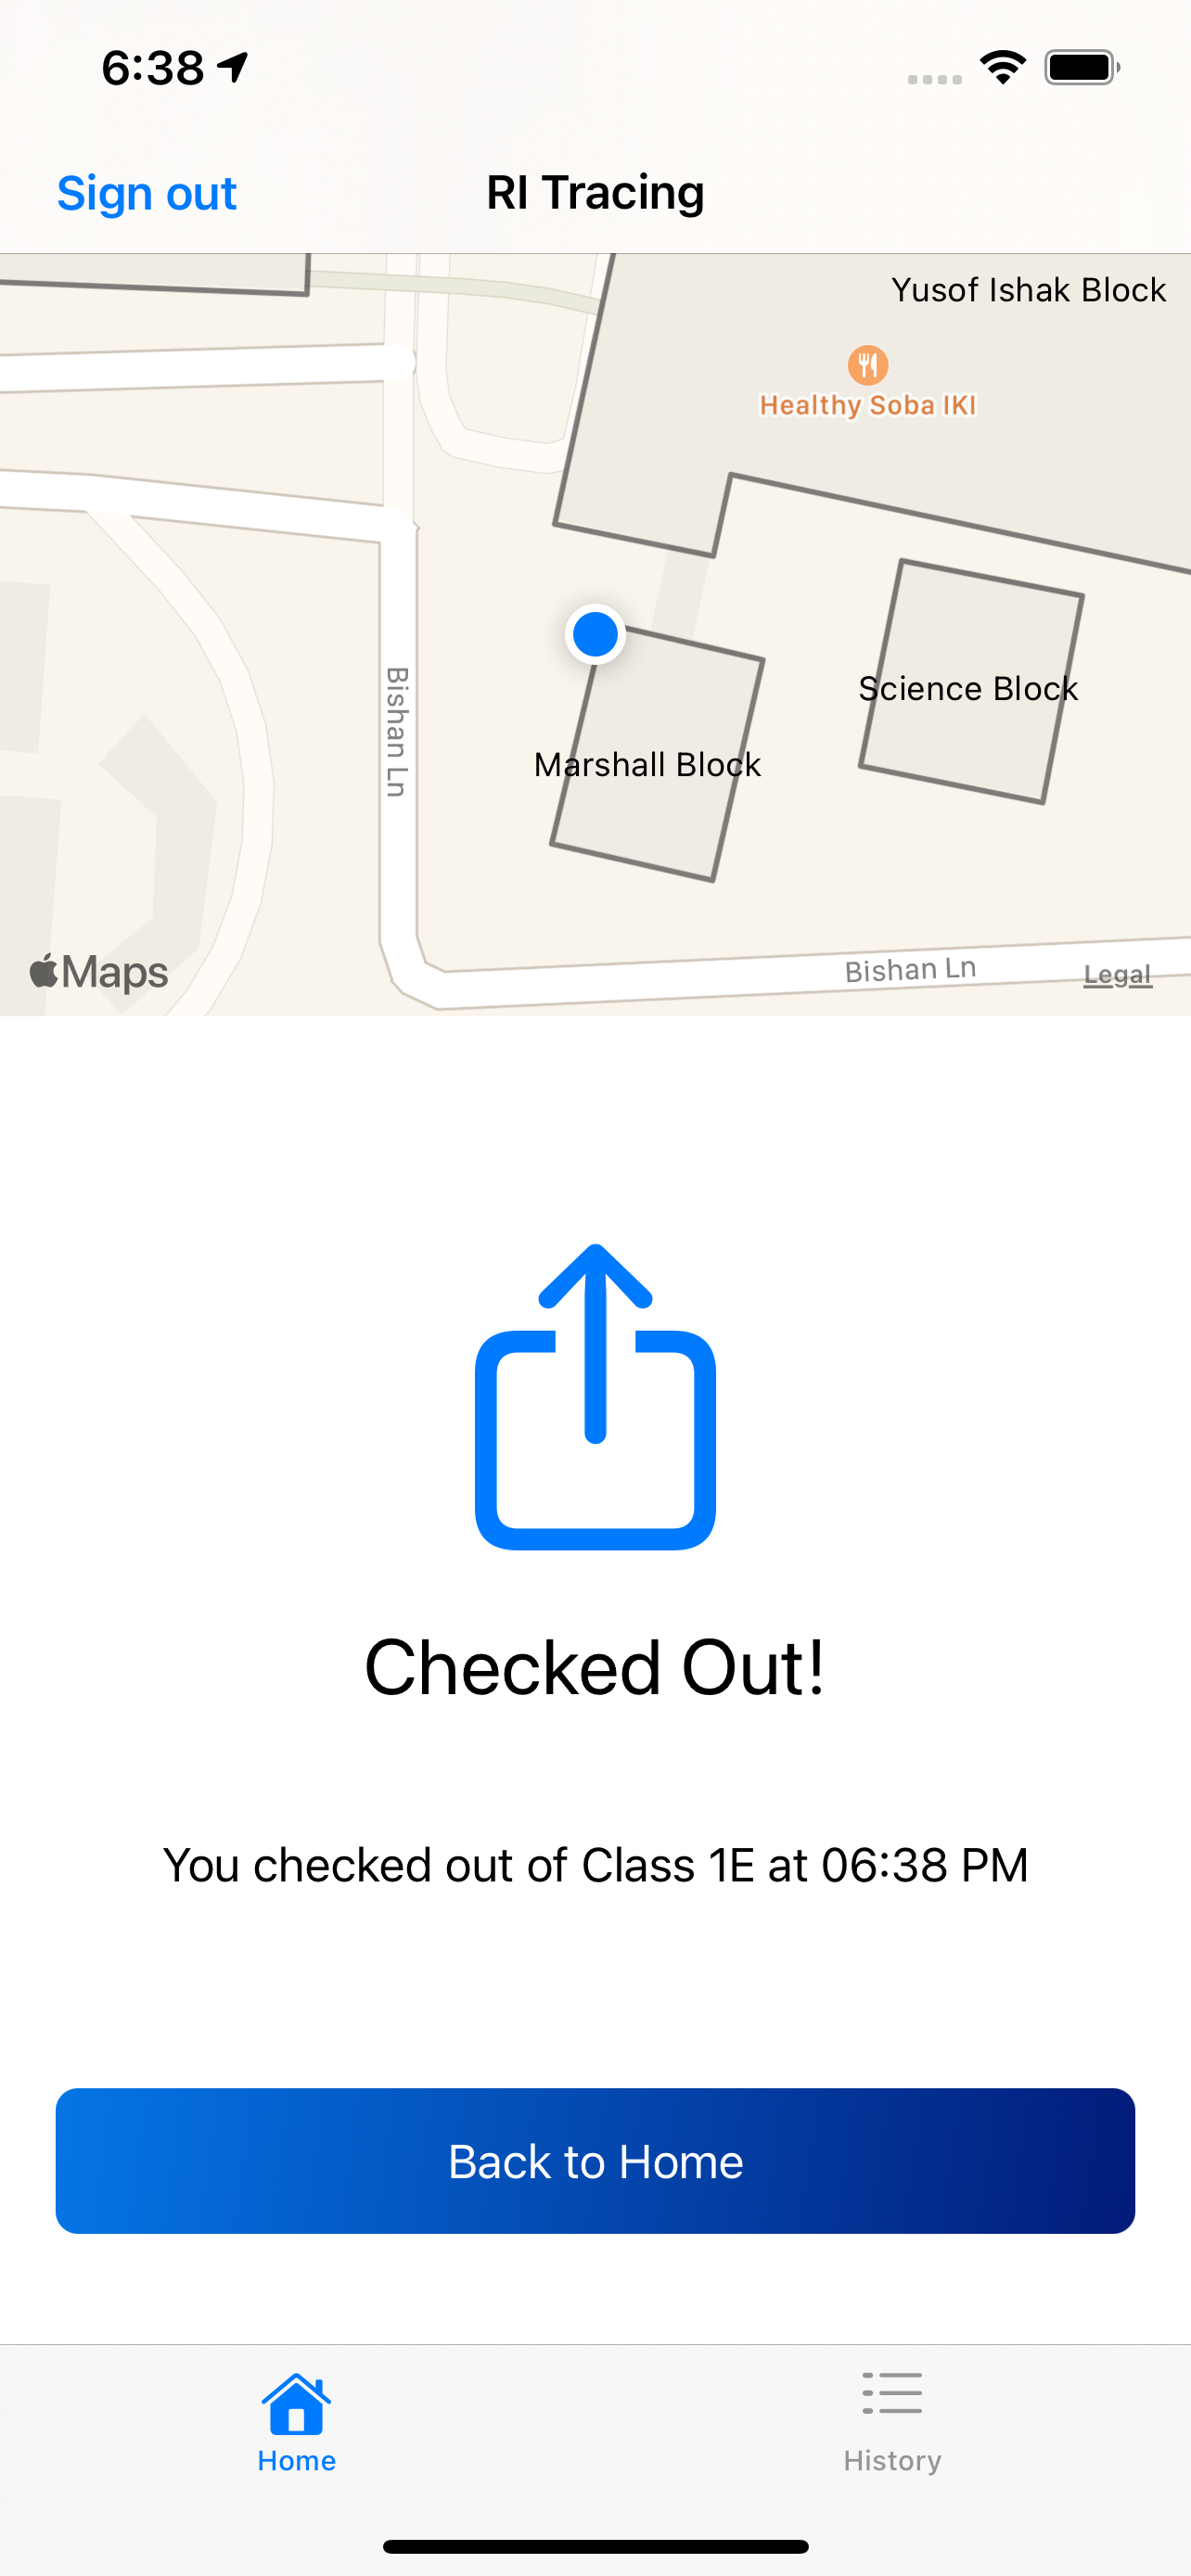 6:38
Sign out
RI Tracing
Yusof Ishak Block
Healthy Soba IKI
Bishan Ln
Science Block
Marshall Block
Maps
Bishan Ln
Legal
Checked Out!
You checked out of Class 1E at 06:38 PM
Back to Home
Home
History